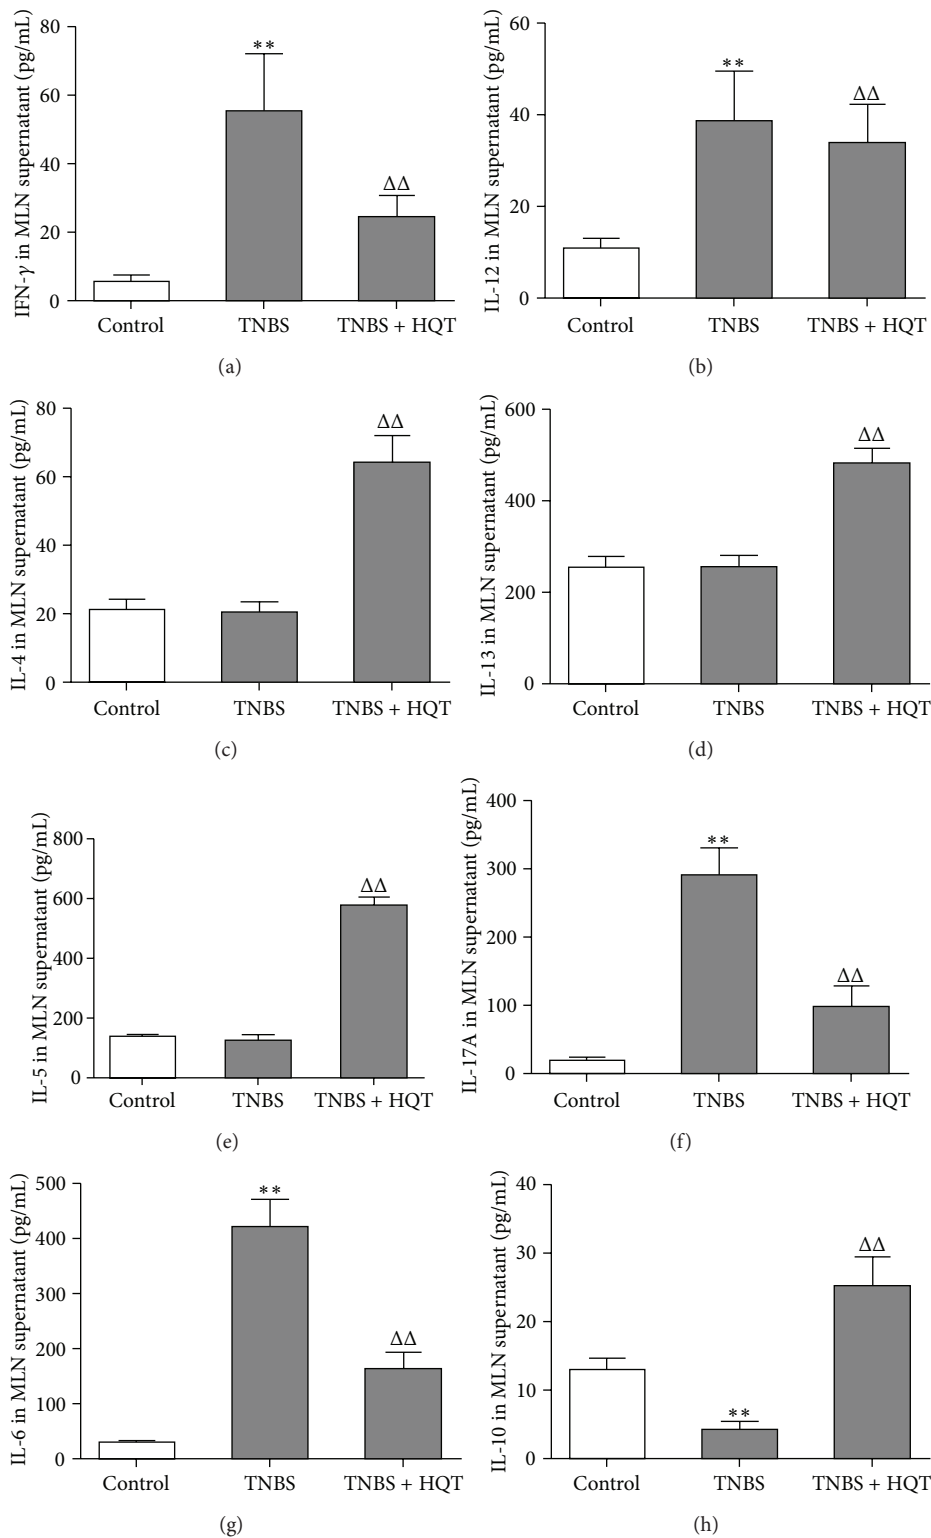 IFN-γ in MLN supernatant (pg/mL)
80
60
40
20
0
**
ΔΔ
Control TNBS TNBS + HQT
(a)
IL-12 in MLN supernatant (pg/mL)
60
40
20
0
**
ΔΔ
Control TNBS TNBS + HQT
(b)
IL-4 in MLN supernatant (pg/mL)
80
60
40
20
0
ΔΔ
Control TNBS TNBS + HQT
(c)
IL-13 in MLN supernatant (pg/mL)
600
400
200
0
ΔΔ
Control TNBS TNBS + HQT
(d)
IL-5 in MLN supernatant (pg/mL)
800
600
400
200
0
ΔΔ
Control TNBS TNBS + HQT
(e)
IL-17A in MLN supernatant (pg/mL)
400
300
200
100
0
**
ΔΔ
Control TNBS TNBS + HQT
(f)
IL-6 in MLN supernatant (pg/mL)
500
400
300
200
100
0
**
ΔΔ
Control TNBS TNBS + HQT
(g)
IL-10 in MLN supernatant (pg/mL)
40
30
20
10
0
**
ΔΔ
Control TNBS TNBS + HQT
(h)